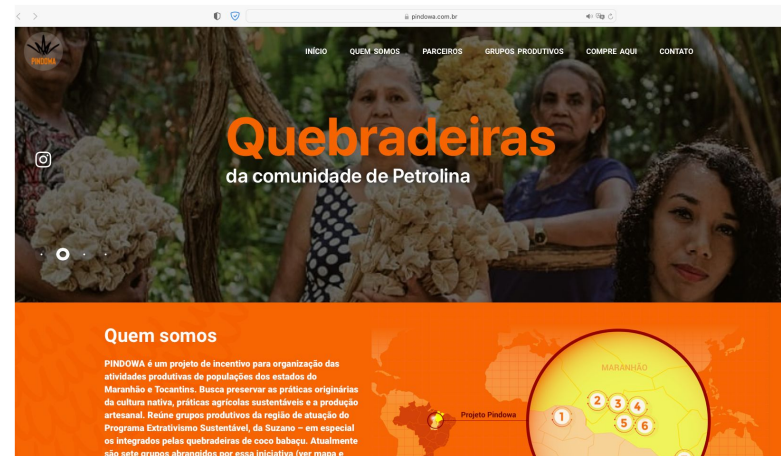 pindowa.com.br
PINDOWA
INÍCIO QUEM SOMOS PARCEIROS GRUPOS PRODUTIVOS COMPRE AQUI CONTATO
Quebradeiras
da comunidade de Petrolina
Quem somos
PINDOWA é um projeto de incentivo para organização das
atividades produtivas de populações dos estados do
Maranhão e Tocantins. Busca preservar as práticas originárias
da cultura nativa, práticas agrícolas sustentáveis e a produção
artesanal. Reúne grupos produtivos da região de atuação do
Programa Extrativismo Sustentável, da Suzano – em especial
os integrados pelas quebradeiras de coco babaçu. Atualmente
são sete grupos abrangidos por essa iniciativa (ver mapa e
Projeto Pindowa
MARANHÃO
1 2 3 4
5 6